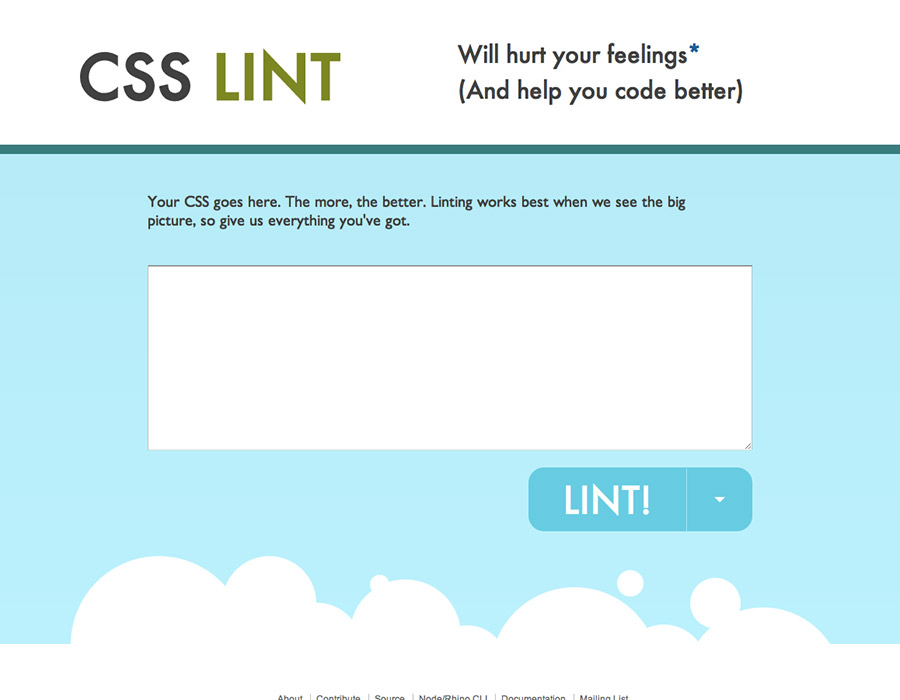 CSS LINT
Will hurt your feelings*
(And help you code better)
Your CSS goes here. The more, the better. Linting works best when we see the big
picture, so give us everything you've got.
LINT!
About | Contribute | Source | Node/Rhino CLI | Documentation | Mailing List